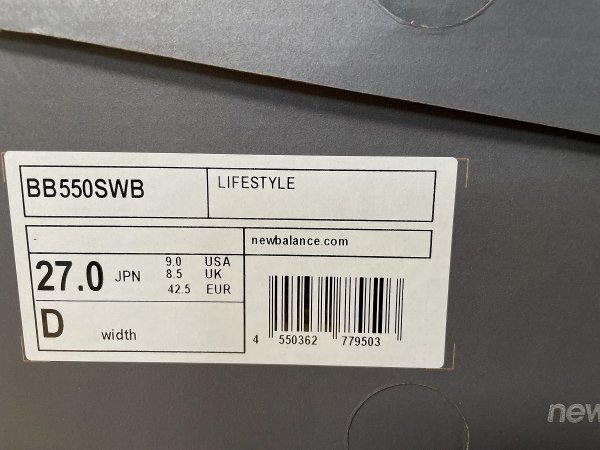 BB550SWB
LIFESTYLE
newbalance.com
27.0 JPN
9.0 USA
8.5 UK
42.5 EUR
D width
4 550362 779503
new